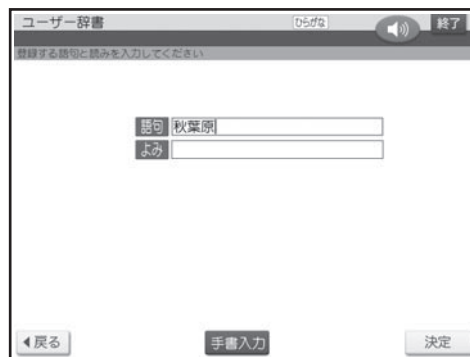 ユーザー辞書 ひらがな 終了
登録する語句と読みを入力してください
語句 秋葉原
よみ
◀戻る 手書入力 決定